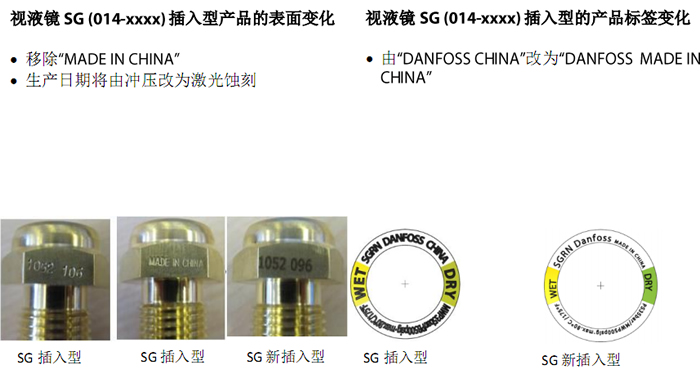 视液镜 SG (014-xxxx) 插入型产品的表面变化
• 移除“MADE IN CHINA”
• 生产日期将由冲压改为激光蚀刻
视液镜 SG (014-xxxx) 插入型的产品标签变化
• 由“DANFOSS CHINA”改为“DANFOSS MADE IN
CHINA”
1052 106
MADE IN CHINA
1052 096
SGRN DANFOSS CHINA
WET
DRY
SGRN Danfoss MADE IN CHINA
WET
DRY
SG 插入型
SG 插入型
SG 新插入型
SG 插入型
SG 新插入型